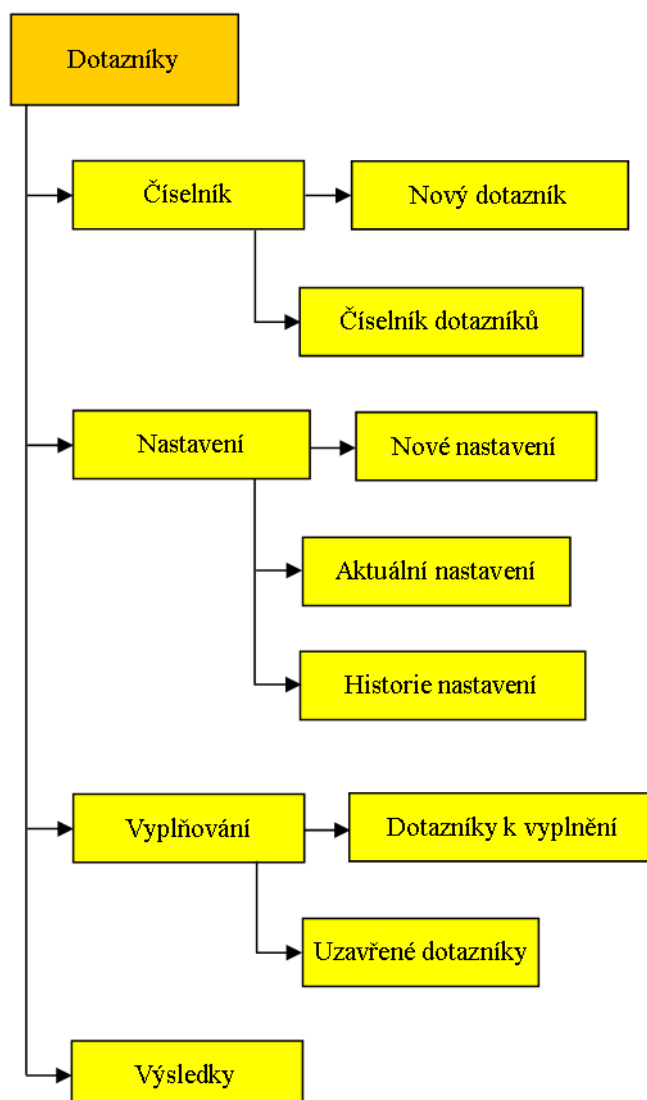 Dotazníky
Číselník
Nový dotazník
Číselník dotazníků
Nastavení
Nové nastavení
Aktuální nastavení
Historie nastavení
Vyplňování
Dotazníky k vyplnění
Uzavřené dotazníky
Výsledky